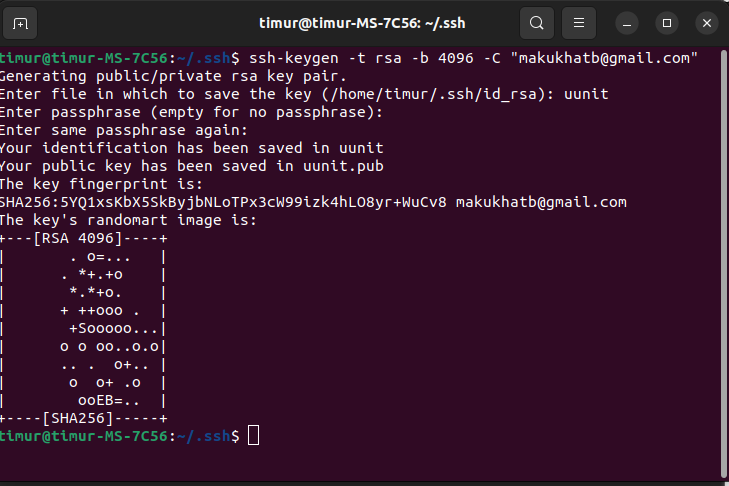 timur@timur-MS-7C56: ~/.ssh
timur@timur-MS-7C56:~/.ssh$ ssh-keygen -t rsa -b 4096 -C "makukhatb@gmail.com"
Generating public/private rsa key pair.
Enter file in which to save the key (/home/timur/.ssh/id_rsa): uunit
Enter passphrase (empty for no passphrase):
Enter same passphrase again:
Your identification has been saved in uunit
Your public key has been saved in uunit.pub
The key fingerprint is:
SHA256:5YQ1xsKbX5SkByjbNLoTPx3cW99izk4hLO8yr+WuCv8 makukhatb@gmail.com
The key's randomart image is:
+---[RSA 4096]----+
|        . o=...   |
|       . *+.+o    |
|        *.*+o.    |
|       + ++ooo .  |
|        +Sooooo...|
|       o o oo..o.o|
|       .. .  o+.. |
|        o  o+ .o  |
|         ooEB=..  |
+----[SHA256]-----+
timur@timur-MS-7C56:~/.ssh$